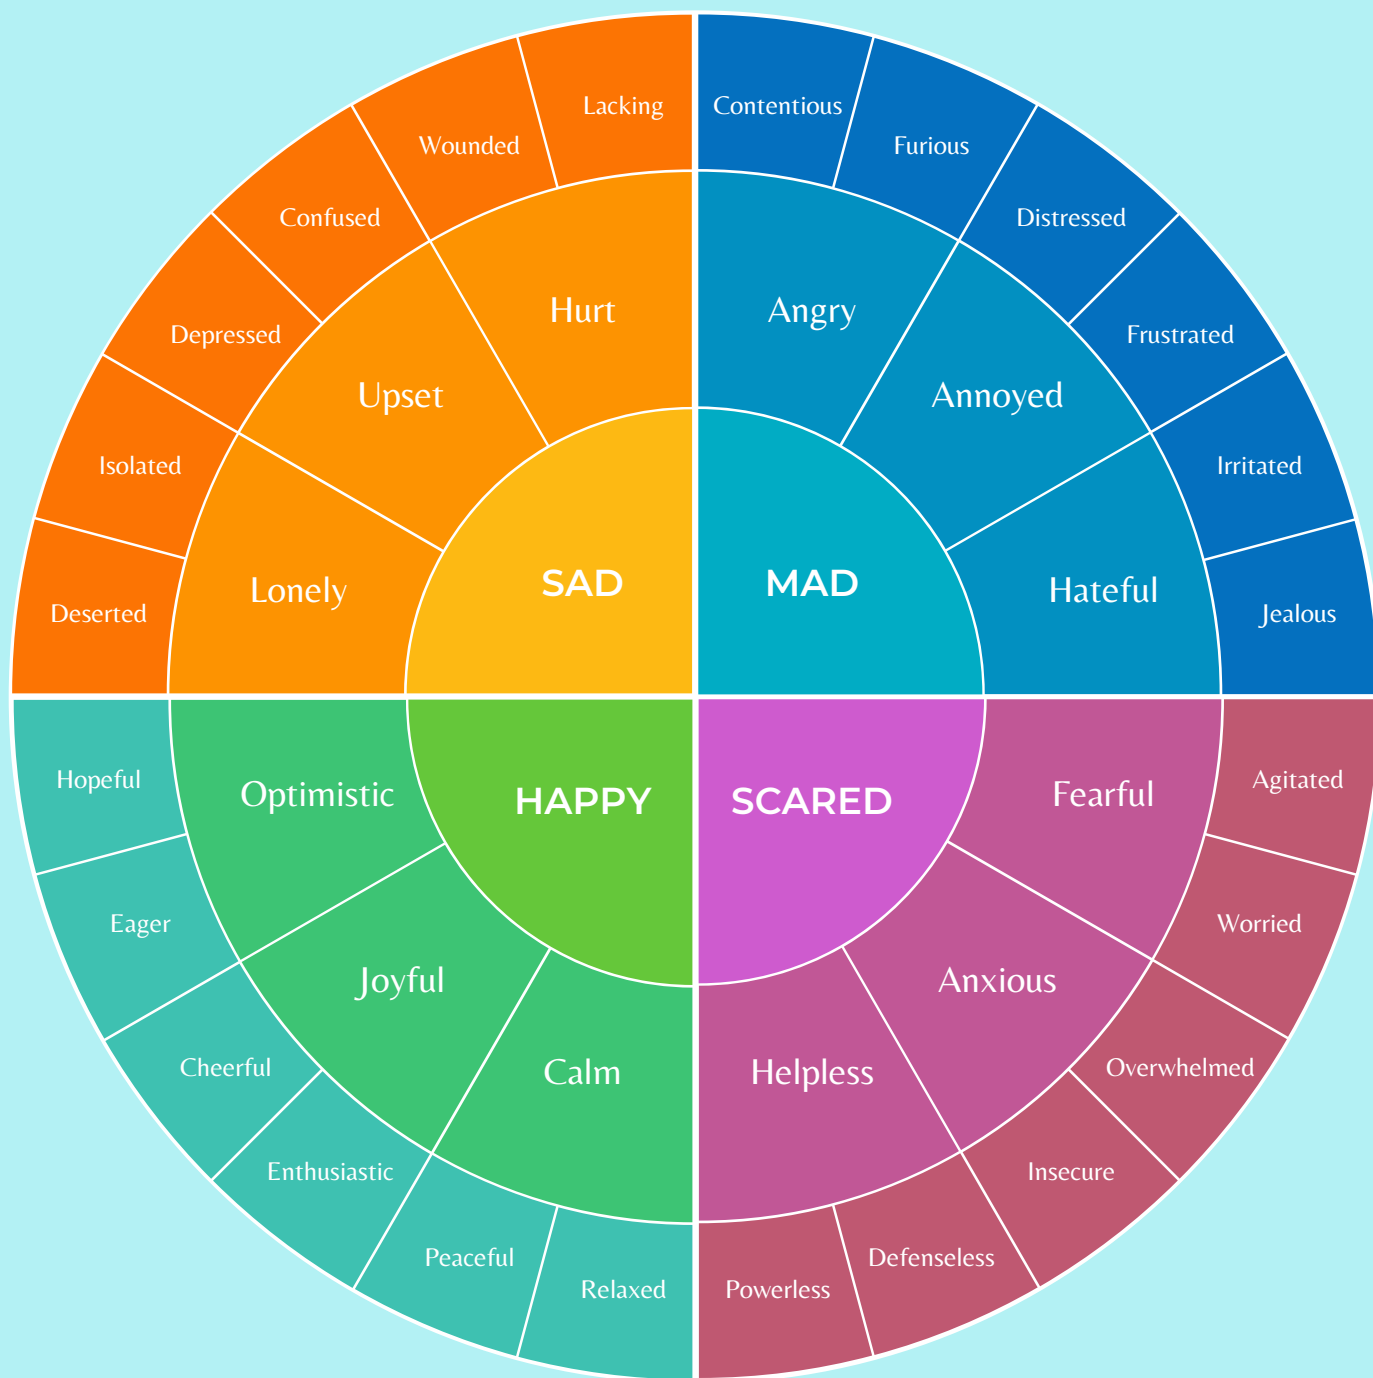 Lacking
Contentious
Wounded
Furious
Confused
Distressed
Hurt
Angry
Depressed
Frustrated
Upset
Annoyed
Isolated
Irritated
SAD
MAD
Lonely
Hateful
Deserted
Jealous
Hopeful
Optimistic
HAPPY
SCARED
Fearful
Agitated
Eager
Worried
Joyful
Anxious
Cheerful
Calm
Helpless
Overwhelmed
Enthusiastic
Insecure
Peaceful
Defenseless
Relaxed
Powerless